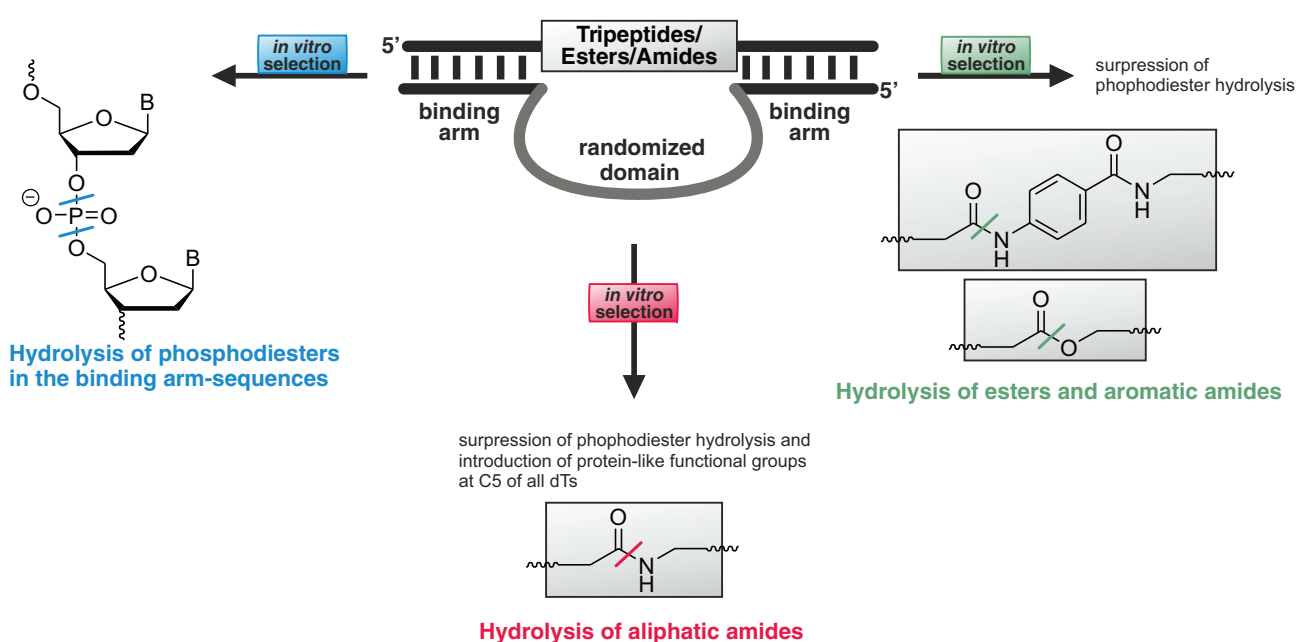 in vitro
selection
5'
Tripeptides/
Esters/Amides
in vitro
selection
5'
binding
arm
binding
arm
randomized
domain
surpression of
phophodiester hydrolysis
O
B
O
O
⊖
O–P=O
O
B
O
Hydrolysis of phosphodiesters
in the binding arm-sequences
in vitro
selection
O
N
H
O
N
H
O
O
Hydrolysis of esters and aromatic amides
surpression of phophodiester hydrolysis and
introduction of protein-like functional groups
at C5 of all dTs
O
N
H
Hydrolysis of aliphatic amides